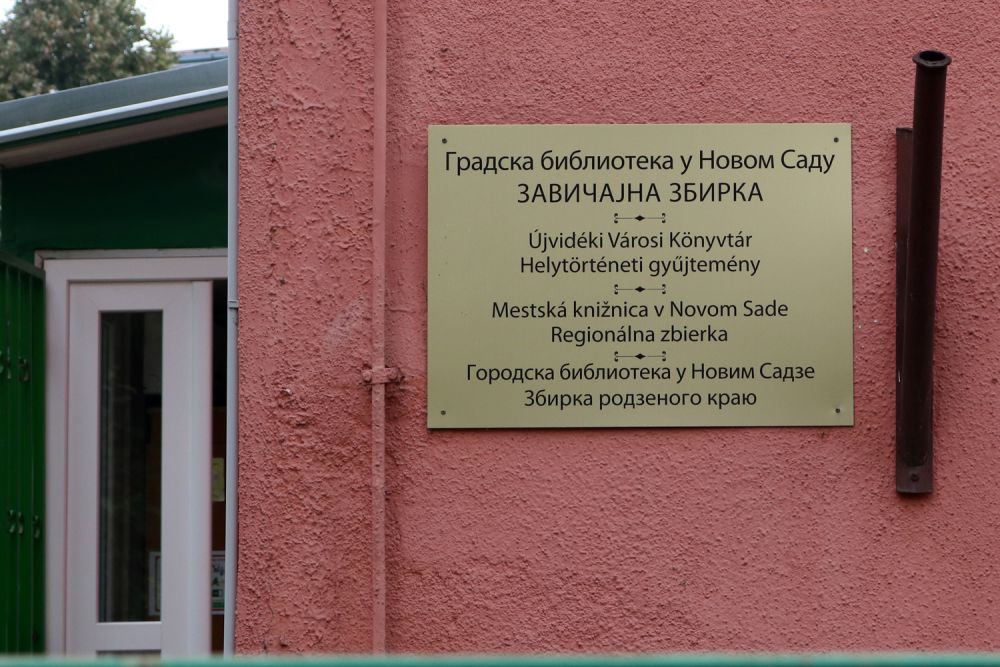 Градска библиотека у Новом Саду
ЗАВИЧАЈНА ЗБИРКА
Újvidéki Városi Könyvtár
Helytörténeti gyűjtemény
Mestská knižnica v Novom Sade
Regionálna zbierka
Городска библиотека у Новим Садзе
Збирка родзеного краю